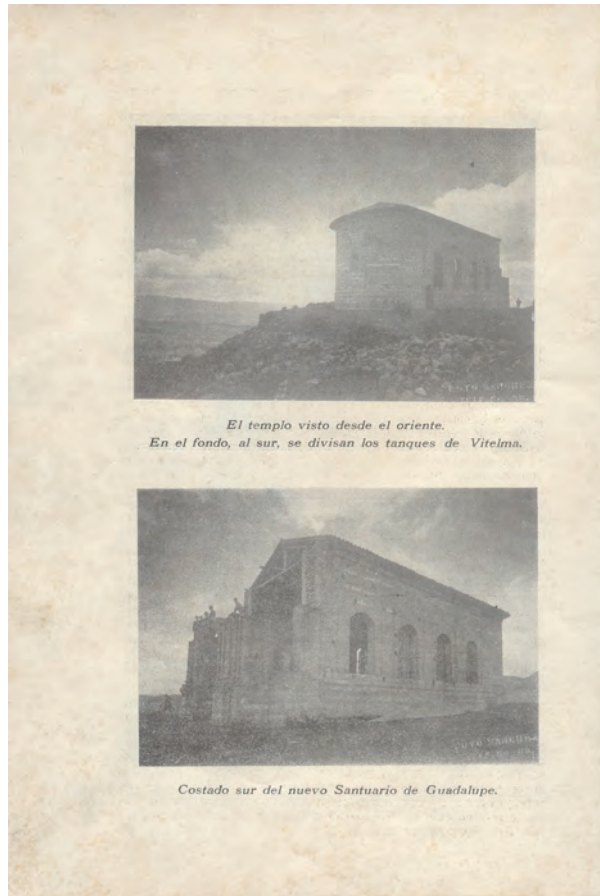 El templo visto desde el oriente.
En el fondo, al sur, se divisan los tanques de Vitelma.
Costado sur del nuevo Santuario de Guadalupe.